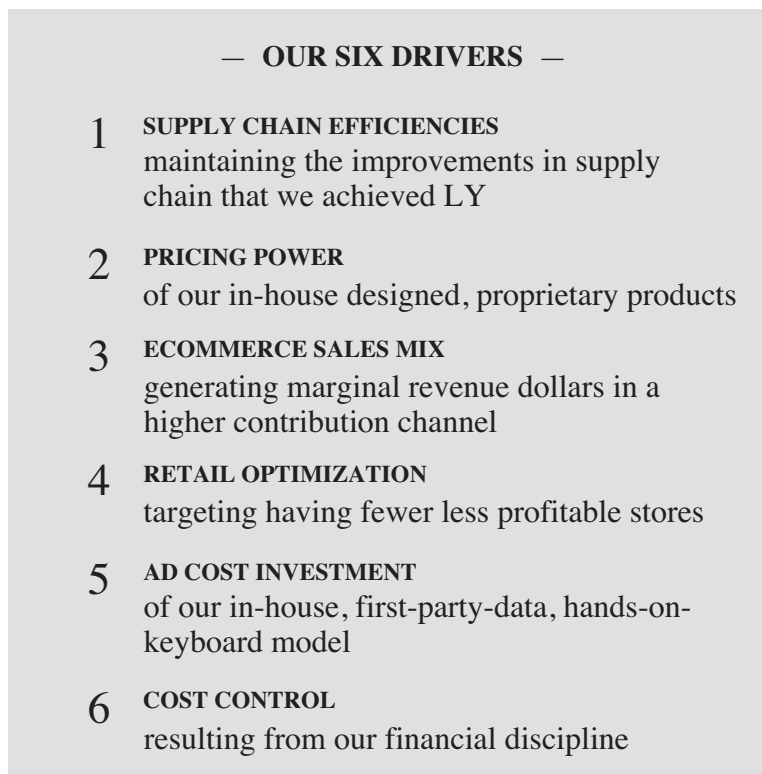 — OUR SIX DRIVERS —
1 SUPPLY CHAIN EFFICIENCIES
maintaining the improvements in supply
chain that we achieved LY
2 PRICING POWER
of our in-house designed, proprietary products
3 ECOMMERCE SALES MIX
generating marginal revenue dollars in a
higher contribution channel
4 RETAIL OPTIMIZATION
targeting having fewer less profitable stores
5 AD COST INVESTMENT
of our in-house, first-party-data, hands-on-
keyboard model
6 COST CONTROL
resulting from our financial discipline